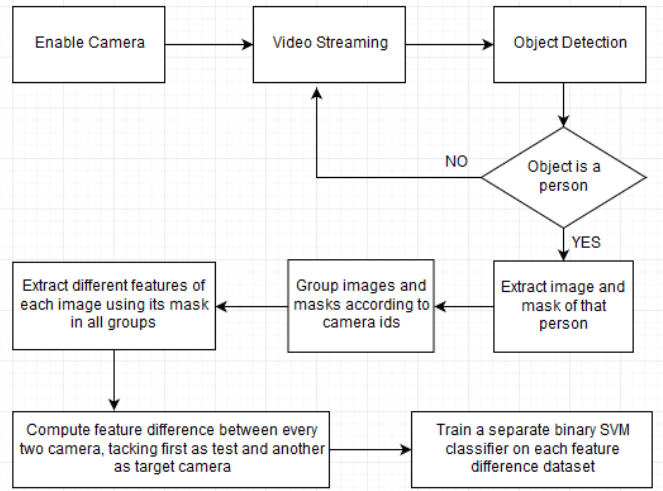 Enable Camera
Video Streaming
Object Detection
NO
Object is a
person
YES
Extract image and
mask of that
person
Group images and
masks according to
camera ids
Extract different features of
each image using its mask
in all groups
Compute feature difference between every
two camera, tacking first as test and another
as target camera
Train a separate binary SVM
classifier on each feature
difference dataset